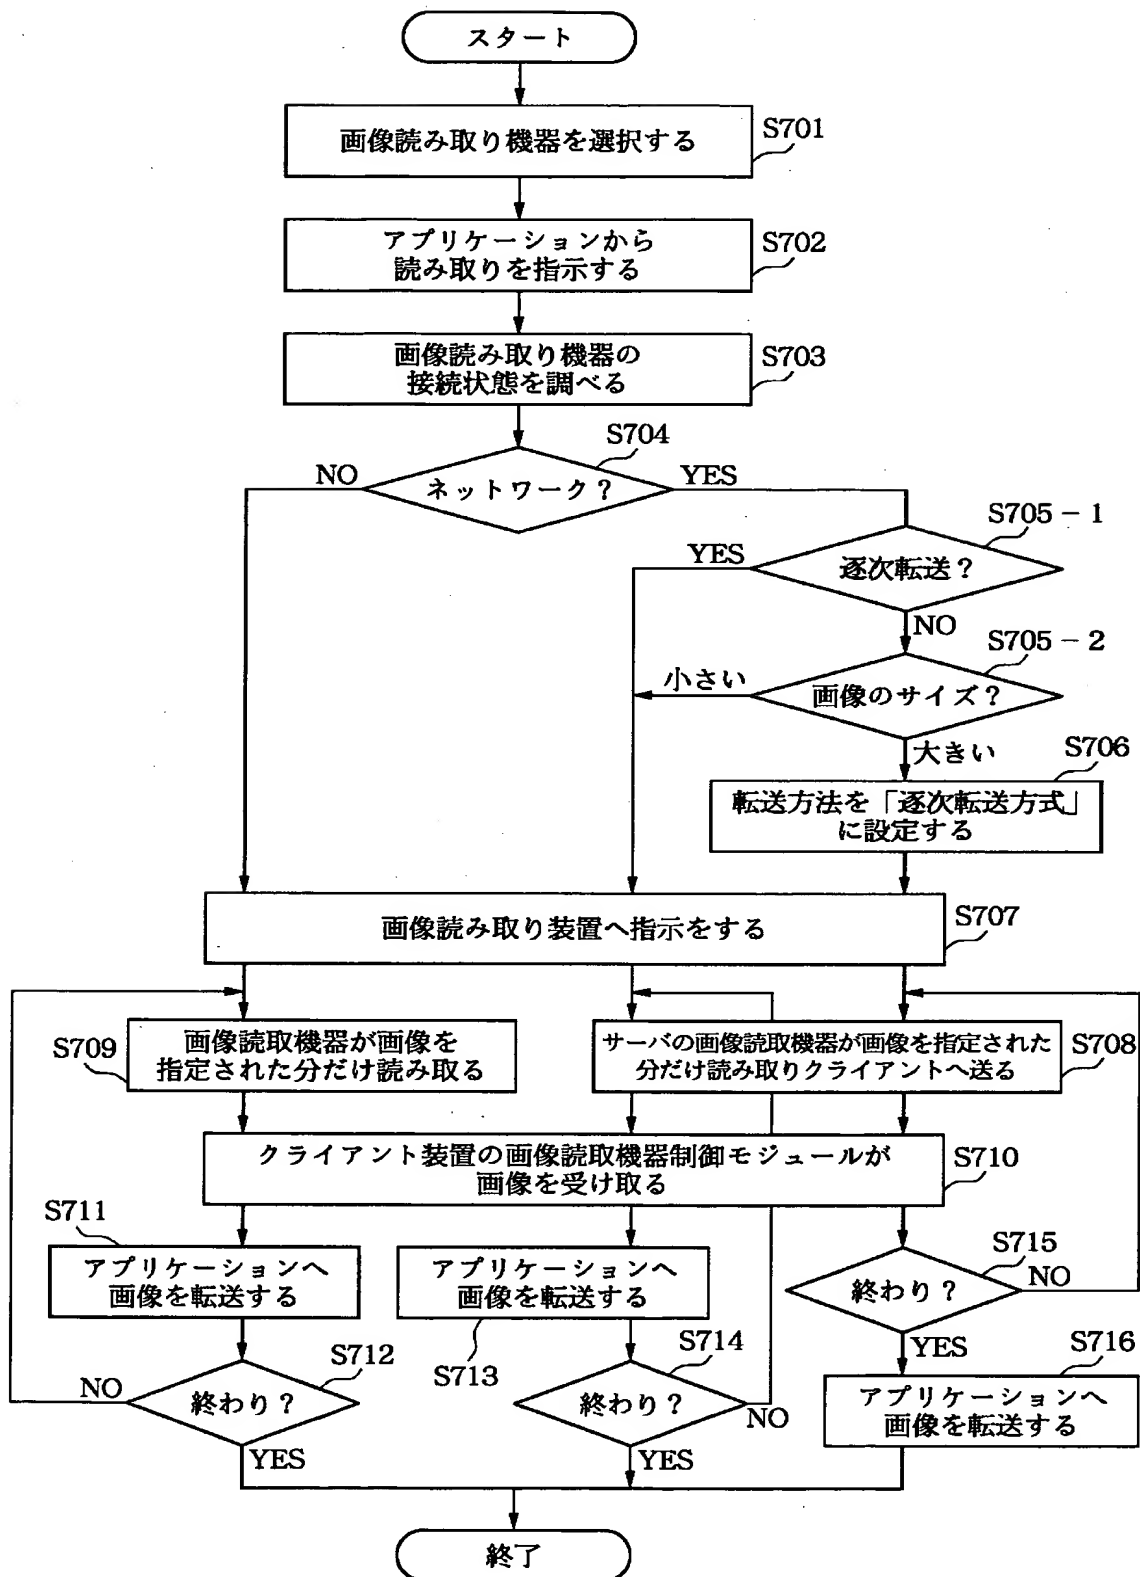 スタート
画像読み取り機器を選択する
S701
アプリケーションから
読み取りを指示する
S702
画像読み取り機器の
接続状態を調べる
S703
S704
NO
ネットワーク?
YES
S705-1
YES
逐次転送?
NO
S705-2
小さい
画像のサイズ?
大きい
S706
転送方法を「逐次転送方式」
に設定する
画像読み取り装置へ指示をする
S707
S709
画像読取機器が画像を
指定された分だけ読み取る
サーバの画像読取機器が画像を指定された
分だけ読み取りクライアントへ送る
S708
クライアント装置の画像読取機器制御モジュールが
画像を受け取る
S710
S711
アプリケーションへ
画像を転送する
アプリケーションへ
画像を転送する
S713
S715
終わり?
NO
YES
S712
NO
終わり?
YES
S714
終わり?
NO
YES
S716
アプリケーションへ
画像を転送する
終了